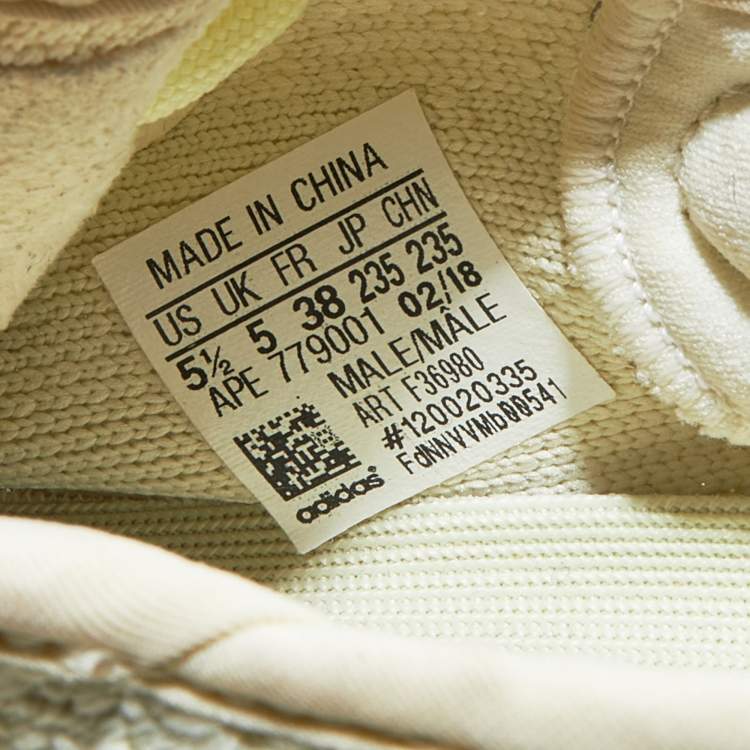 MADE IN CHINA
US UK FR JP CHN
5½ 5 38 235 235
APE 779001 02/18
MALE/MÂLE
ART F36980
#120020335
adidas®